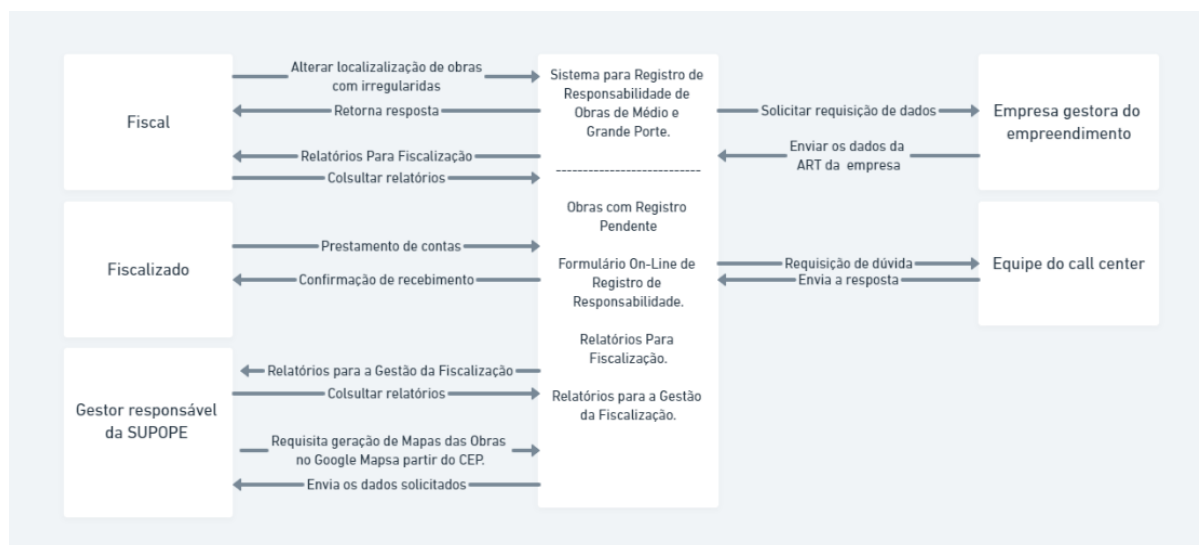 Fiscal
Alterar localizalização de obras
com irregularidas
Retorna resposta
Relatórios Para Fiscalização
Colsultar relatórios
Fiscalizado
Prestamento de contas
Confirmação de recebimento
Gestor responsável
da SUPOPE
Relatórios para a Gestão da Fiscalização
Colsultar relatórios
Requisita geração de Mapas das Obras
no Google Mapsa partir do CEP.
Envia os dados solicitados
Sistema para Registro de
Responsabilidade de
Obras de Médio e
Grande Porte.
---------------------------
Obras com Registro
Pendente
Formulário On-Line de
Registro de
Responsabilidade.
Relatórios Para
Fiscalização.
Relatórios para a Gestão
da Fiscalização.
Solicitar requisição de dados
Enviar os dados da
ART da empresa
Empresa gestora do
empreendimento
Requisição de dúvida
Envia a resposta
Equipe do call center